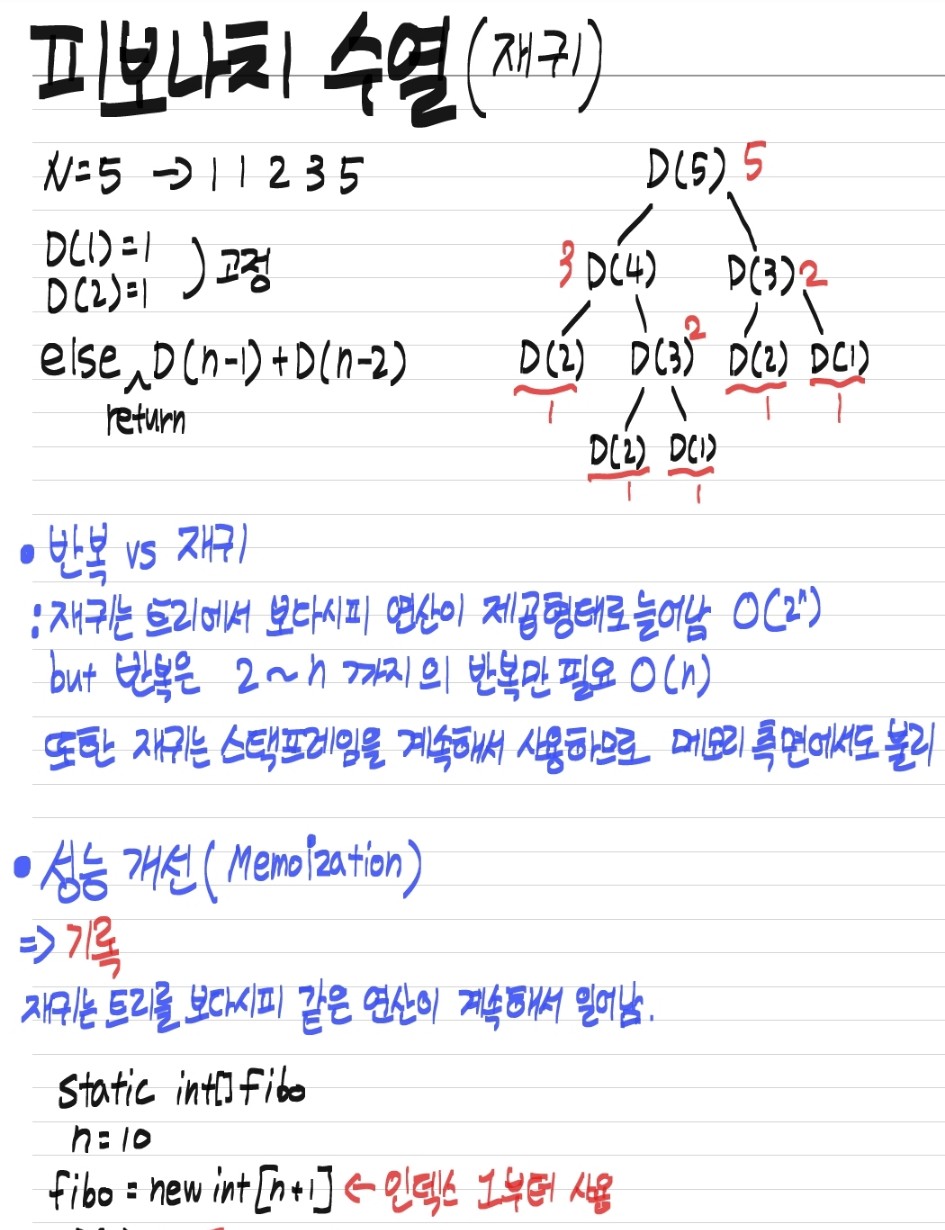 피보나치 수열 (재귀)
N=5 → 1 1 2 3 5
D(1)=1
D(2)=1 ) 고정
else D(n-1)+D(n-2)
return
D(5) 5
3 D(4) D(3) 2
D(2) D(3) 2 D(2) D(1)
1 1 1
D(2) D(1)
1 1
• 반복 vs 재귀
: 재귀는 트리에서 보다시피 연산이 제곱형태로 늘어남 O(2ⁿ)
but 반복은 2~n 까지의 반복만 필요 O(n)
또한 재귀는 스택프레임을 계속해서 사용하므로 메모리 측면에서도 불리
• 성능 개선 (Memoization)
=> 기록
재귀는 트리를 보다시피 같은 연산이 계속해서 일어남.
static int[] fibo
n=10
fibo = new int[n+1] ← 인덱스 1부터 사용